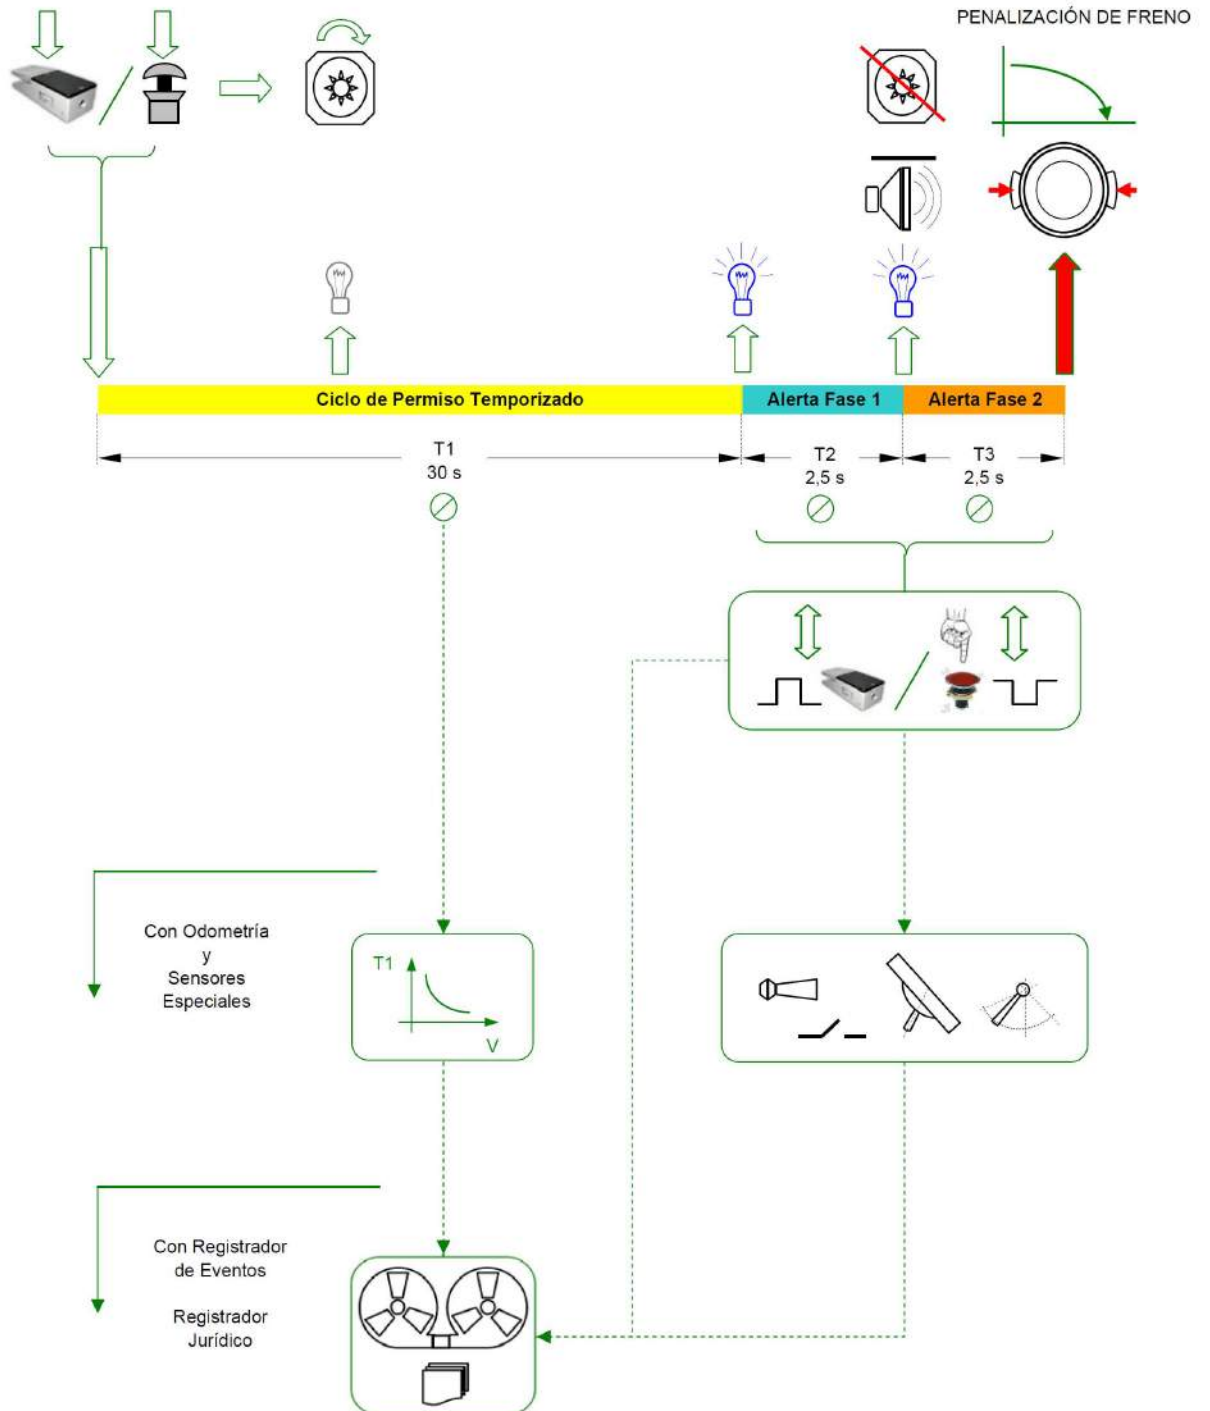 PENALIZACIÓN DE FRENO
Ciclo de Permiso Temporizado
Alerta Fase 1
Alerta Fase 2
T1
30 s
T2
2,5 s
T3
2,5 s
Con Odometría
y
Sensores
Especiales
T1
V
Con Registrador
de Eventos
Registrador
Jurídico